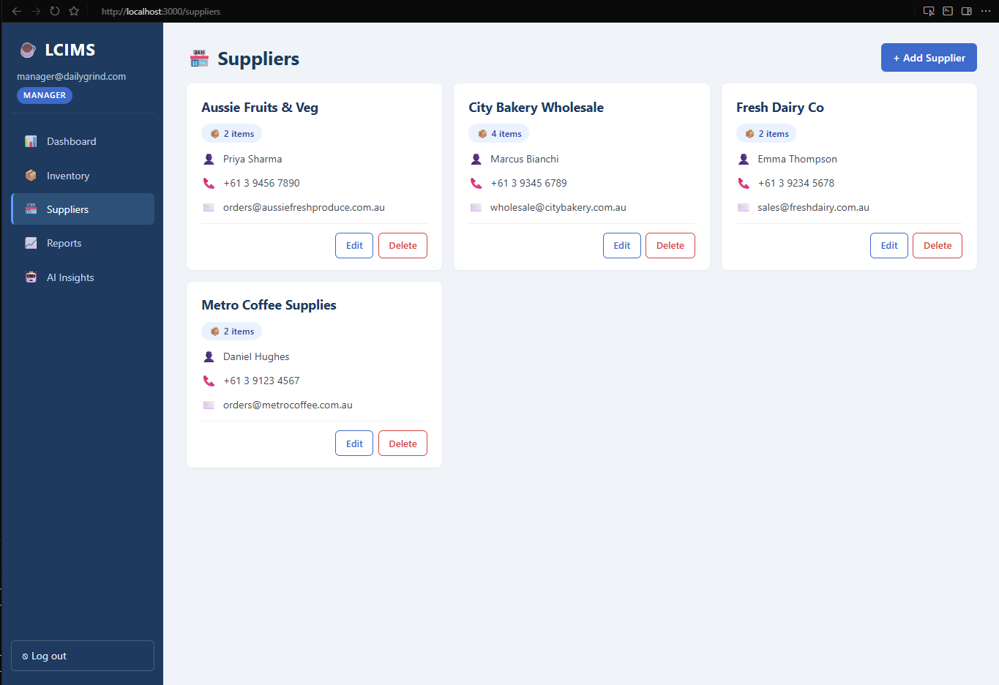 http://localhost:3000/suppliers
LCIMS
manager@dailygrind.com
MANAGER
Dashboard
Inventory
Suppliers
Reports
AI Insights
Log out
24H
Suppliers
+ Add Supplier
Aussie Fruits & Veg
2 items
Priya Sharma
+61 3 9456 7890
orders@aussiefreshproduce.com.au
Edit
Delete
City Bakery Wholesale
4 items
Marcus Bianchi
+61 3 9345 6789
wholesale@citybakery.com.au
Edit
Delete
Fresh Dairy Co
2 items
Emma Thompson
+61 3 9234 5678
sales@freshdairy.com.au
Edit
Delete
Metro Coffee Supplies
2 items
Daniel Hughes
+61 3 9123 4567
orders@metrocoffee.com.au
Edit
Delete